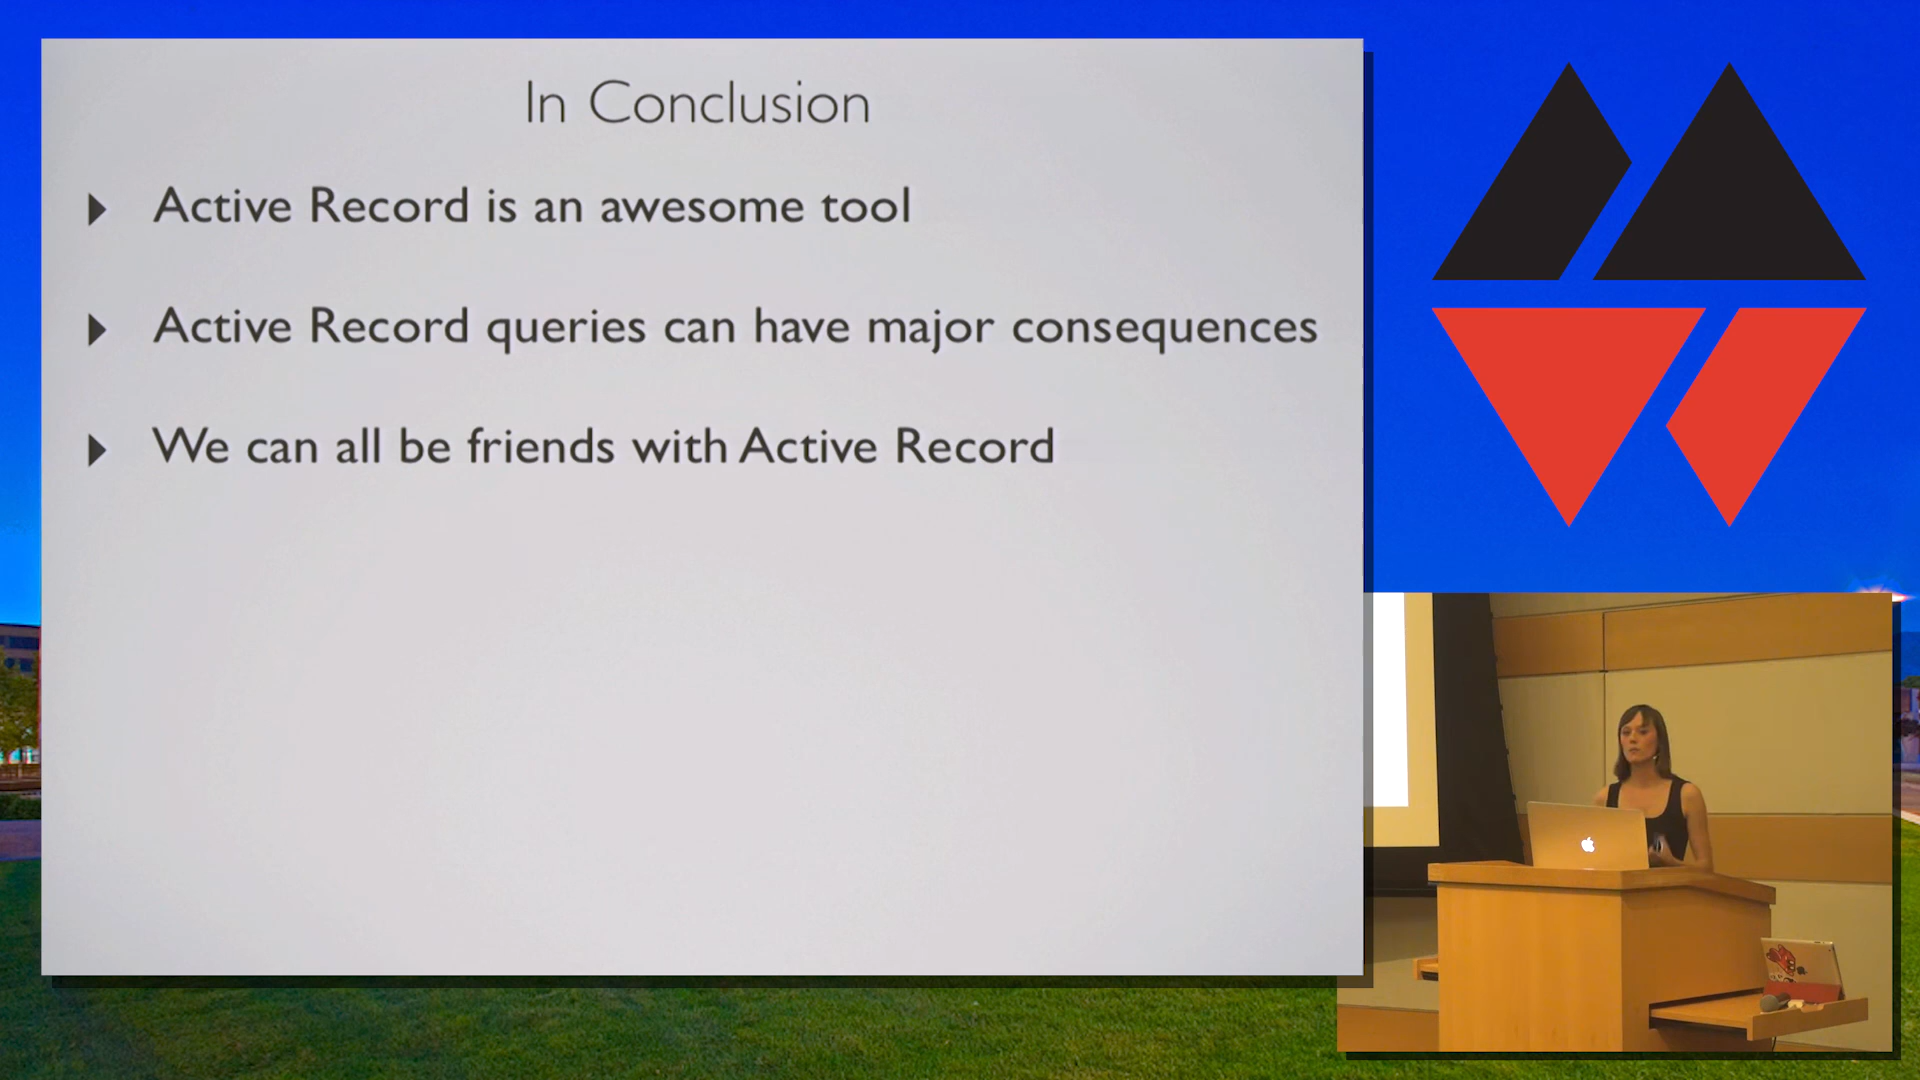 In Conclusion
Active Record is an awesome tool
Active Record queries can have major consequences
We can all be friends with Active Record